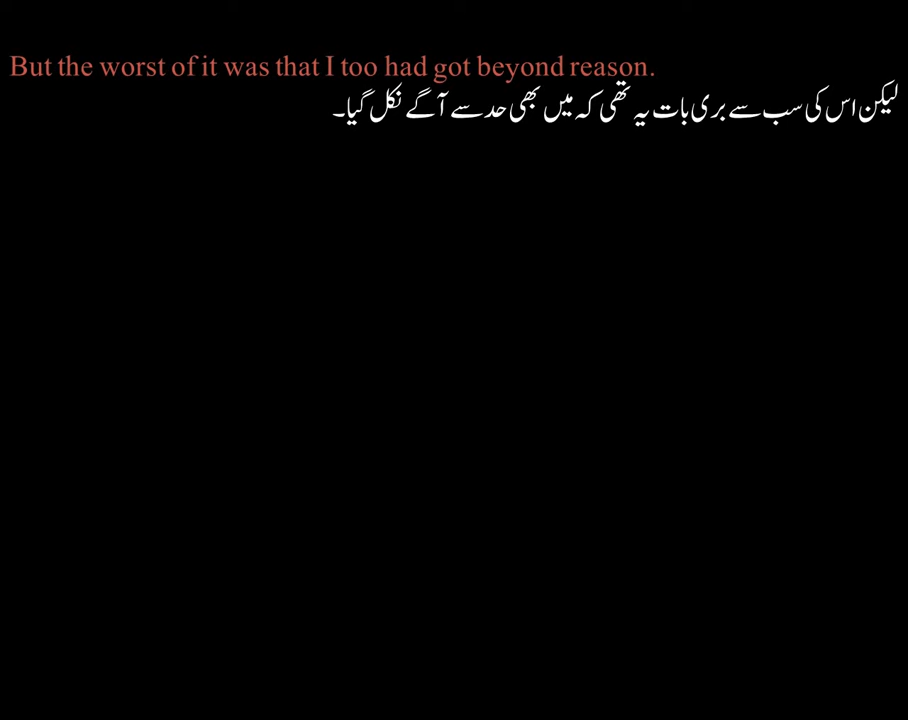 But the worst of it was that I too had got beyond reason.
لیکن اس کی سب سے بری بات یہ تھی کہ میں بھی حد سے آگے نکل گیا۔